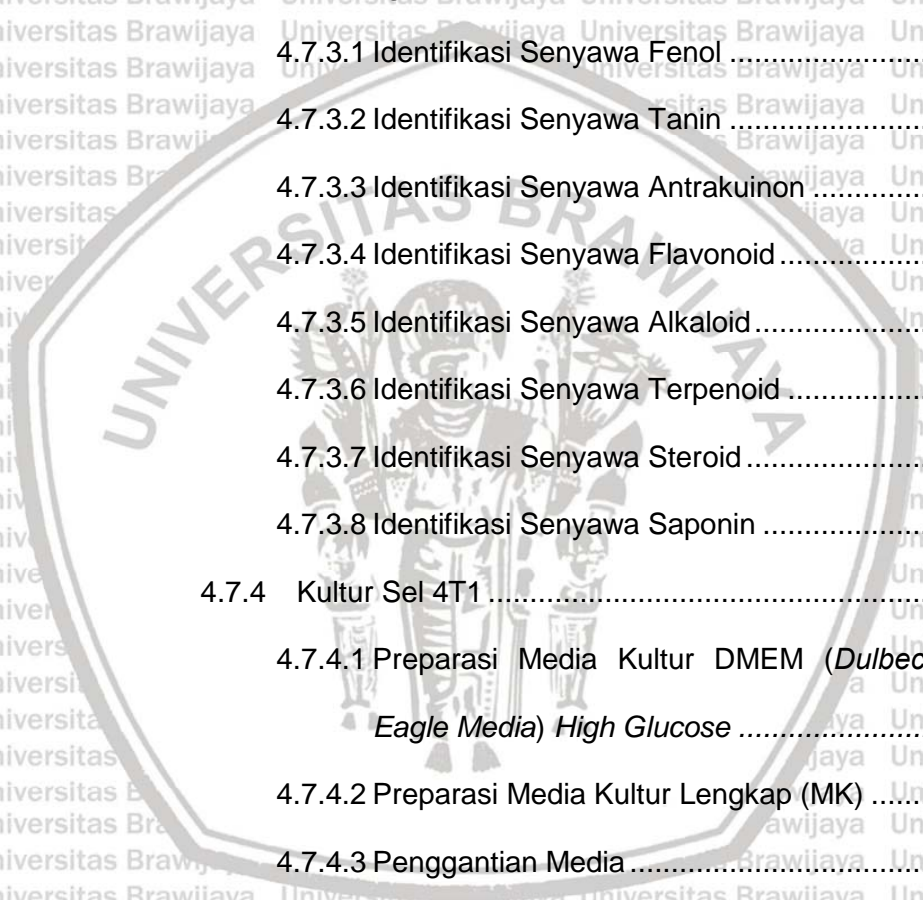 4.7.3.1 Identifikasi Senyawa Fenol ......................
4.7.3.2 Identifikasi Senyawa Tanin ......................
4.7.3.3 Identifikasi Senyawa Antrakuinon .............
4.7.3.4 Identifikasi Senyawa Flavonoid .................
4.7.3.5 Identifikasi Senyawa Alkaloid ....................
4.7.3.6 Identifikasi Senyawa Terpenoid ................
4.7.3.7 Identifikasi Senyawa Steroid .....................
4.7.3.8 Identifikasi Senyawa Saponin ...................
4.7.4 Kultur Sel 4T1 ....................................................
4.7.4.1 Preparasi Media Kultur DMEM (Dulbec
Eagle Media) High Glucose ......................
4.7.4.2 Preparasi Media Kultur Lengkap (MK) ......
4.7.4.3 Penggantian Media ...................................
UNIVERSITAS BRAWIJAYA